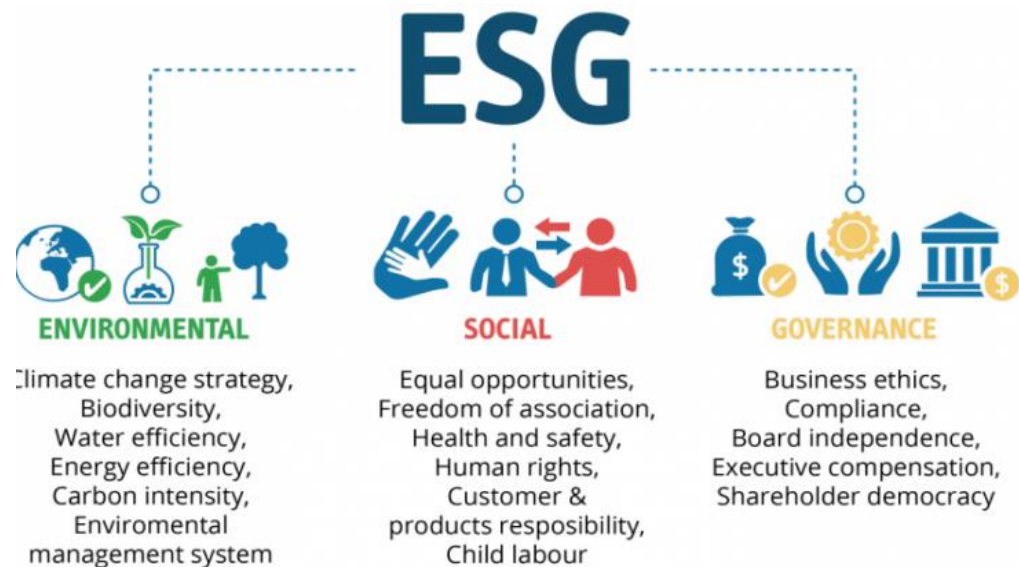 ESG
ENVIRONMENTAL
Climate change strategy,
Biodiversity,
Water efficiency,
Energy efficiency,
Carbon intensity,
Enviromental
management system
SOCIAL
Equal opportunities,
Freedom of association,
Health and safety,
Human rights,
Customer &
products resposibility,
Child labour
GOVERNANCE
Business ethics,
Compliance,
Board independence,
Executive compensation,
Shareholder democracy